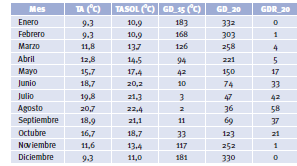 Mes TA (°C) TASOL (°C) GD_15 (°C) GD_20 GDR_20
Enero 9,3 10,9 183 332 0
Febrero 9,3 10,9 168 303 1
Marzo 11,8 13,7 126 258 4
Abril 12,8 14,5 94 221 5
Mayo 15,7 17,4 42 150 17
Junio 18,7 20,2 10 74 33
Julio 19,8 21,3 3 47 42
Agosto 20,7 22,4 2 36 58
Septiembre 18,9 21,1 11 69 37
Octubre 16,7 18,7 33 123 21
Noviembre 11,6 13,4 117 252 1
Diciembre 9,3 11,0 181 330 0